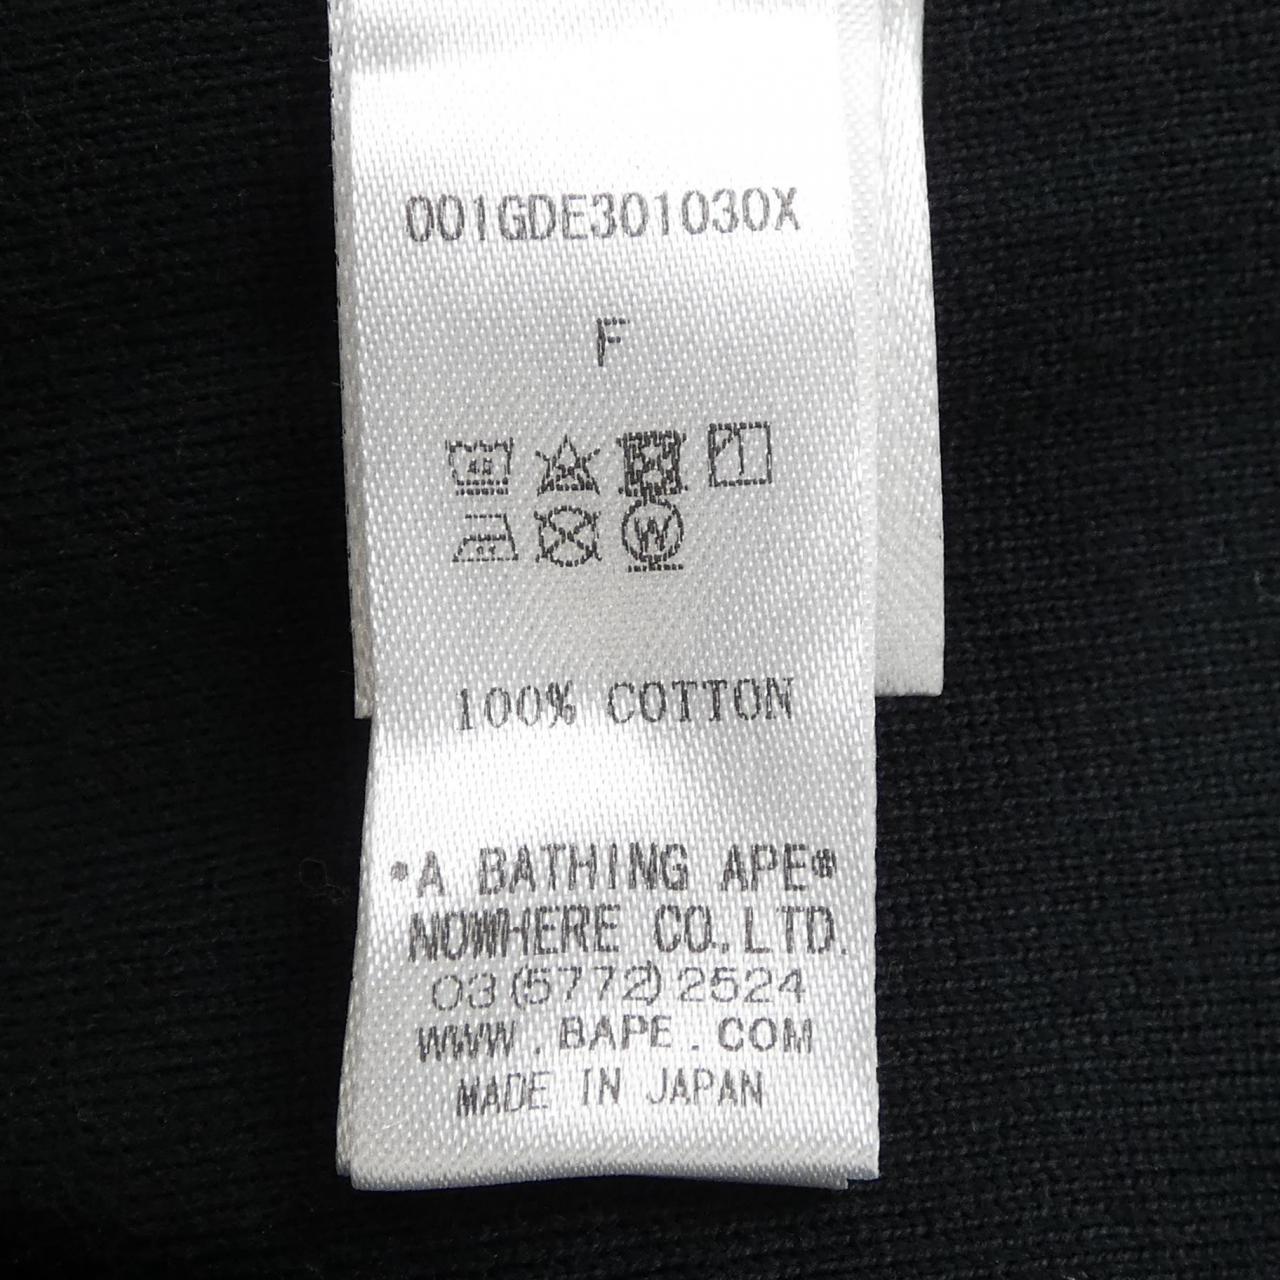 001GDE301030X
F
100% COTTON
*A BATHING APE®
NOWHERE CO.,LTD.
03(5772)2524
WWW.BAPE.COM
MADE IN JAPAN